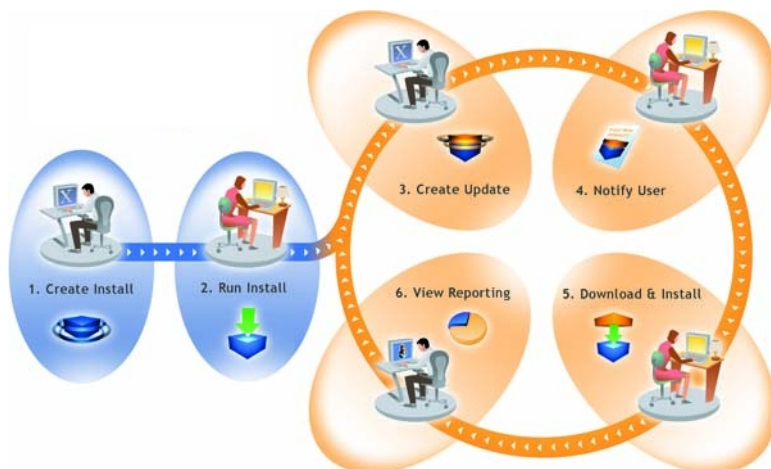 1. Create Install
2. Run Install
3. Create Update
4. Notify User
5. Download & Install
6. View Reporting
X
X